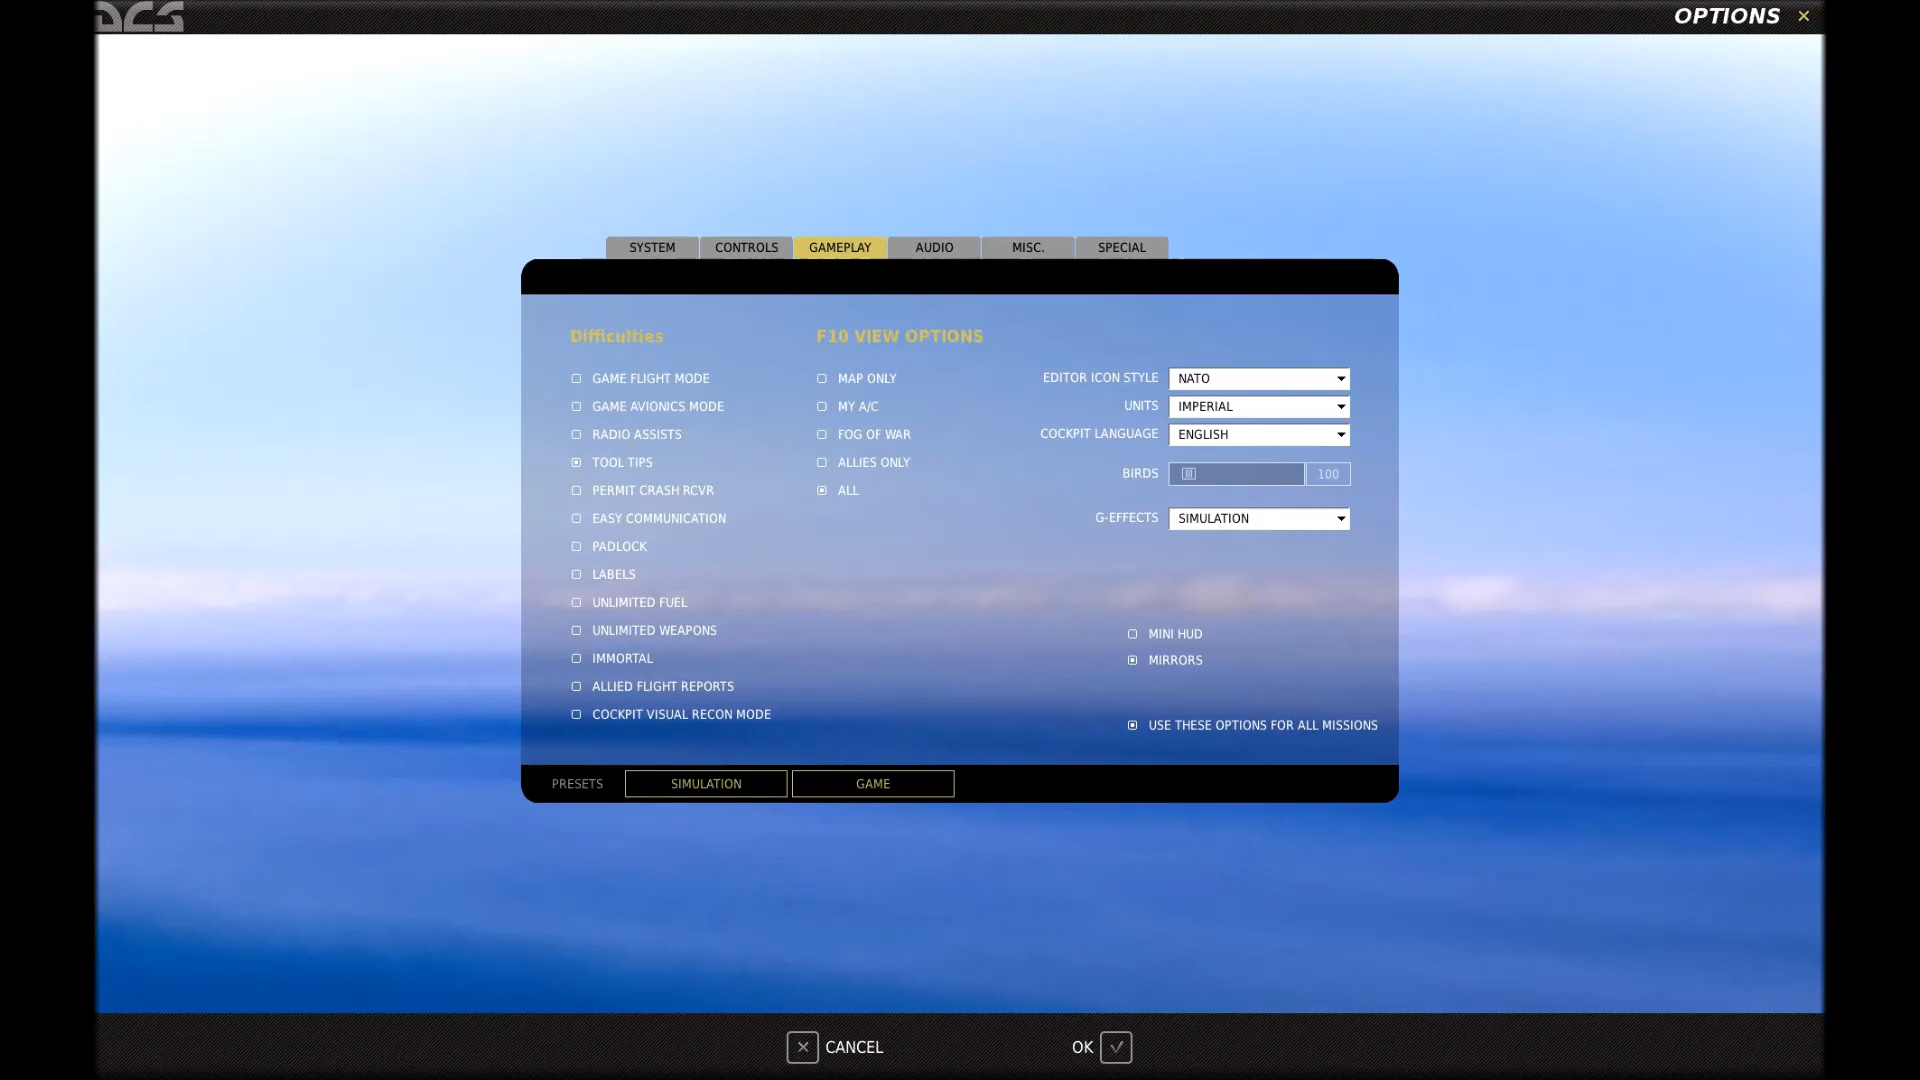 DCS
OPTIONS
SYSTEM CONTROLS GAMEPLAY AUDIO MISC. SPECIAL
Difficulties
GAME FLIGHT MODE
GAME AVIONICS MODE
RADIO ASSISTS
TOOL TIPS
PERMIT CRASH RCVR
EASY COMMUNICATION
PADLOCK
LABELS
UNLIMITED FUEL
UNLIMITED WEAPONS
IMMORTAL
ALLIED FLIGHT REPORTS
COCKPIT VISUAL RECON MODE
F10 VIEW OPTIONS
MAP ONLY
MY A/C
FOG OF WAR
ALLIES ONLY
ALL
EDITOR ICON STYLE NATO
UNITS IMPERIAL
COCKPIT LANGUAGE ENGLISH
BIRDS 100
G-EFFECTS SIMULATION
MINI HUD
MIRRORS
USE THESE OPTIONS FOR ALL MISSIONS
PRESETS SIMULATION GAME
CANCEL OK